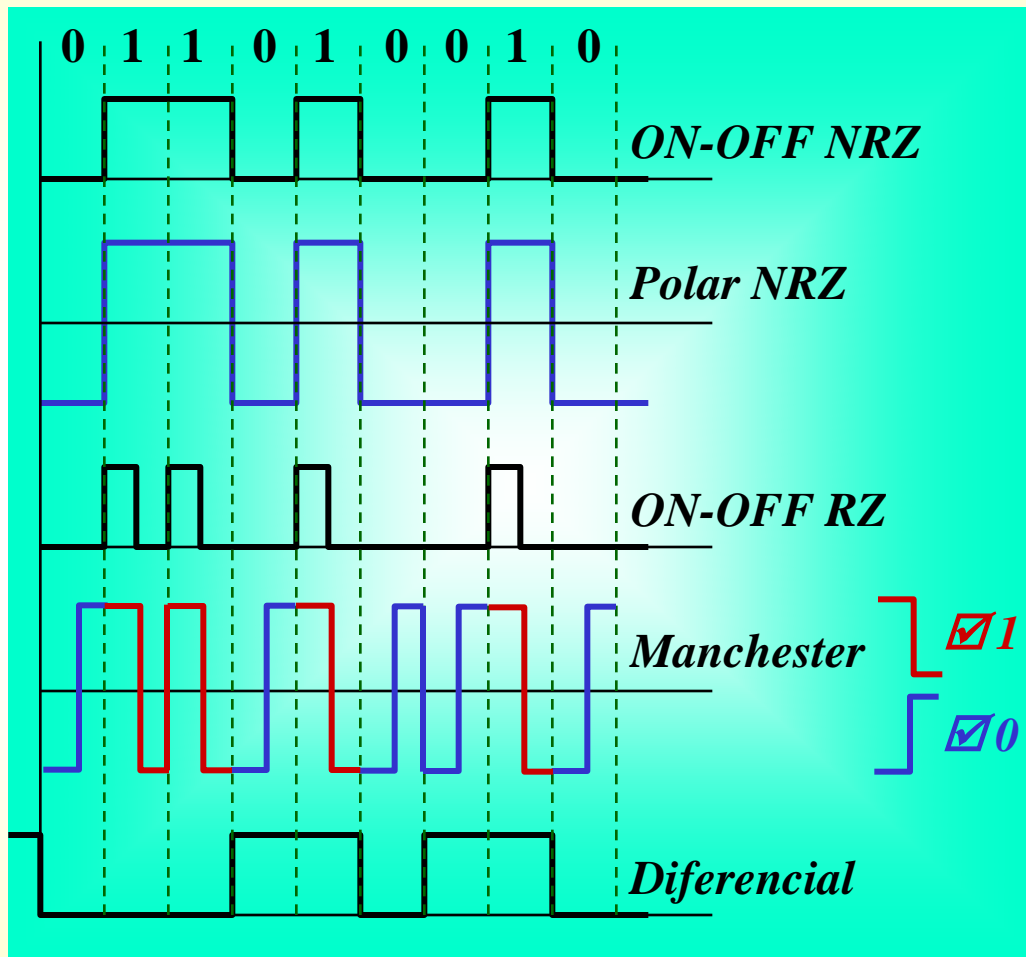 0 1 1 0 1 0 0 1 0
ON-OFF NRZ
Polar NRZ
ON-OFF RZ
Manchester
☑1
☑0
Diferencial